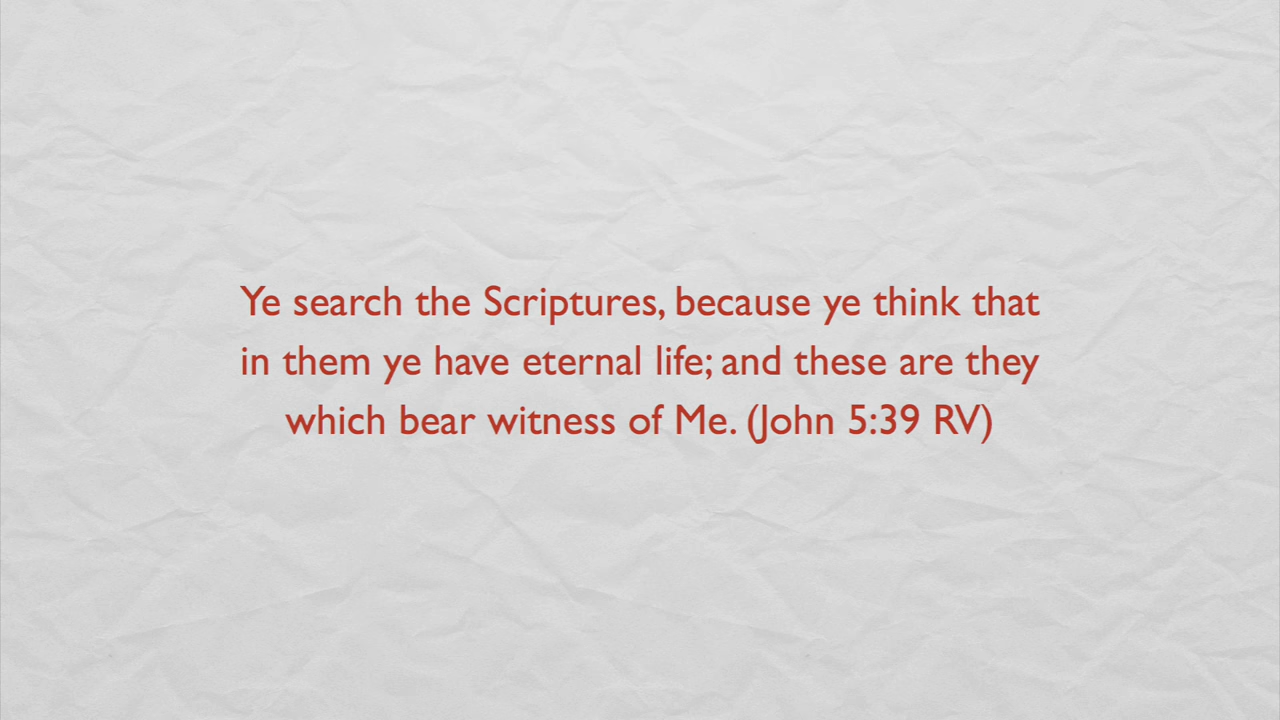 Ye search the Scriptures, because ye think that
in them ye have eternal life; and these are they
which bear witness of Me. (John 5:39 RV)